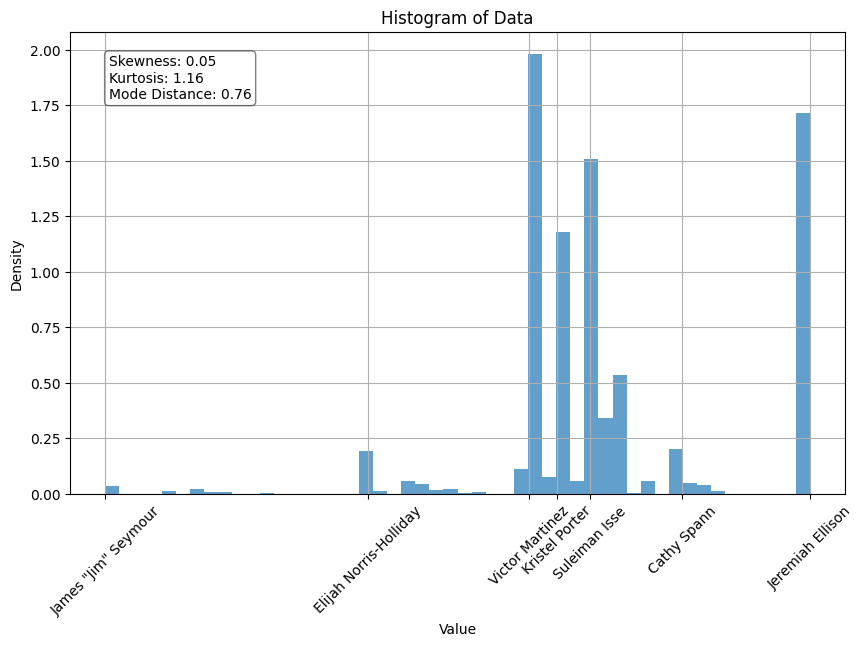 Histogram of Data
Skewness: 0.05
Kurtosis: 1.16
Mode Distance: 0.76
Density
2.00
1.75
1.50
1.25
1.00
0.75
0.50
0.25
0.00
James "Jim" Seymour
Elijah Norris-Holliday
Victor Martinez
Kristel Porter
Suleiman Isse
Cathy Spann
Jeremiah Ellison
Value